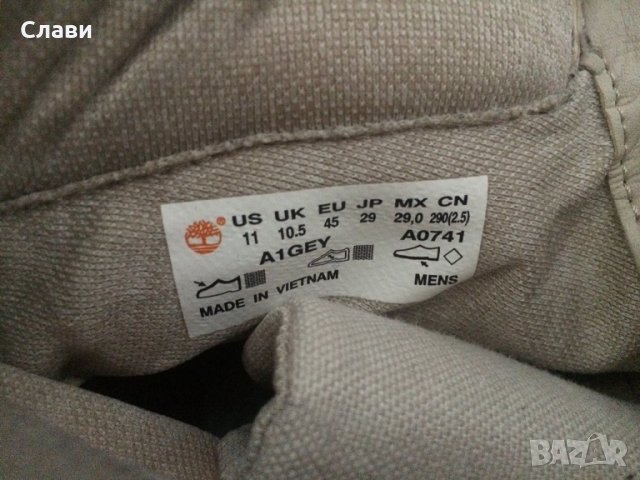 Слави
US UK EU JP MX CN
11 10.5 45 29 29,0 290(2.5)
A1GEY A0741
MADE IN VIETNAM MENS
BAZAR